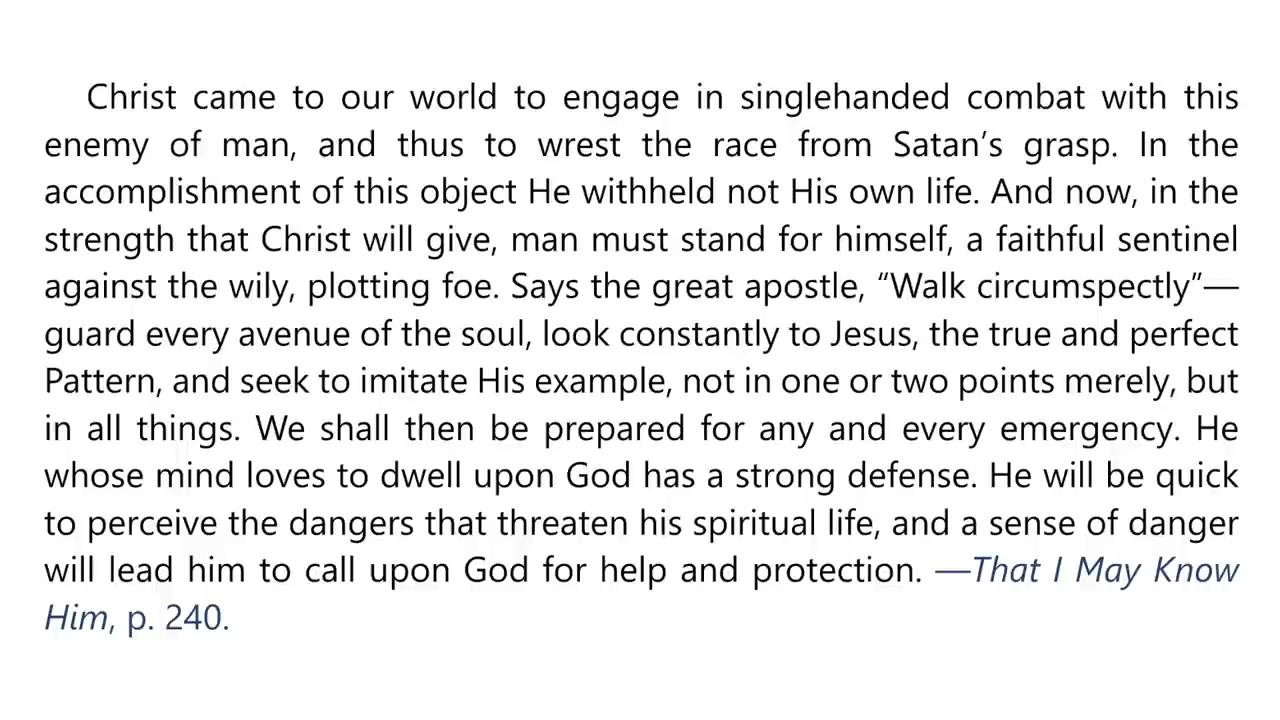 Christ came to our world to engage in singlehanded combat with this
enemy of man, and thus to wrest the race from Satan’s grasp. In the
accomplishment of this object He withheld not His own life. And now, in the
strength that Christ will give, man must stand for himself, a faithful sentinel
against the wily, plotting foe. Says the great apostle, “Walk circumspectly”—
guard every avenue of the soul, look constantly to Jesus, the true and perfect
Pattern, and seek to imitate His example, not in one or two points merely, but
in all things. We shall then be prepared for any and every emergency. He
whose mind loves to dwell upon God has a strong defense. He will be quick
to perceive the dangers that threaten his spiritual life, and a sense of danger
will lead him to call upon God for help and protection. —That I May Know
Him, p. 240.